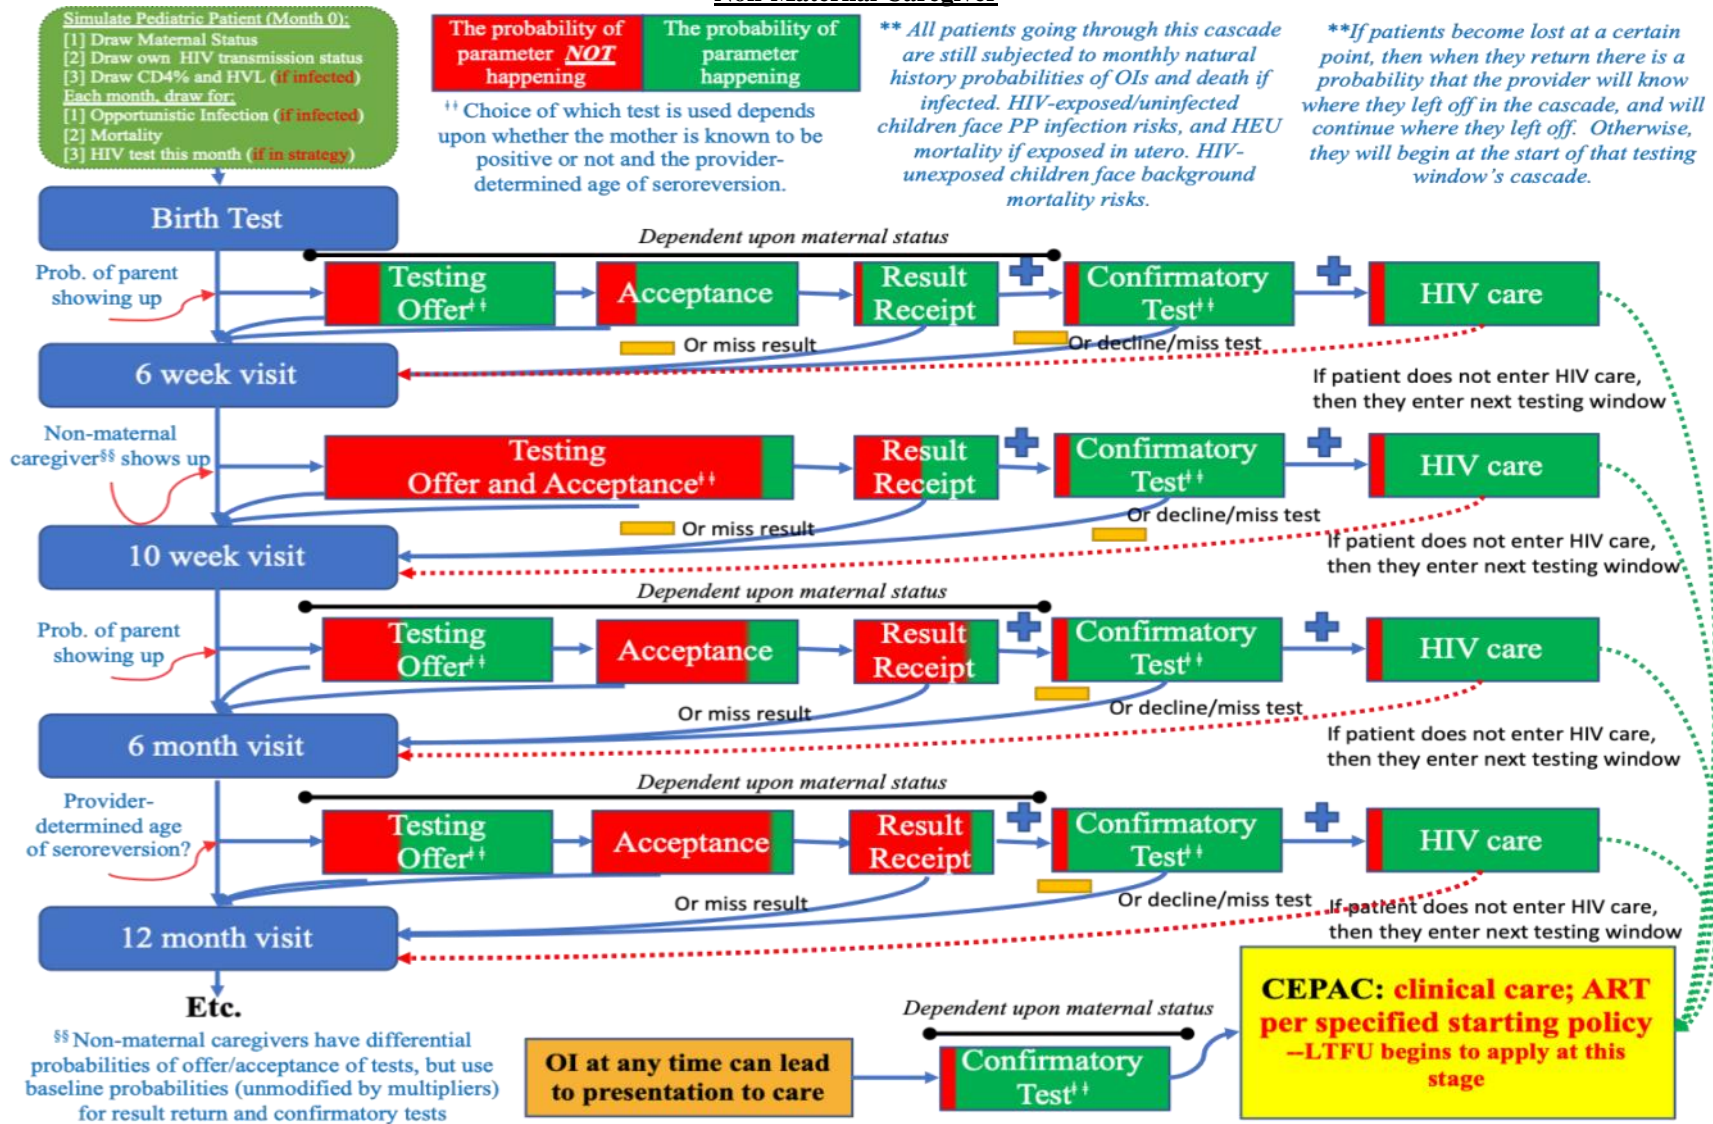 Non-Maternal Caregiver
Simulate Pediatric Patient (Month 0):
[1] Draw Maternal Status
[2] Draw own HIV transmission status
[3] Draw CD4% and HVL (if infected)
Each month, draw for:
[1] Opportunistic Infection (if infected)
[2] Mortality
[3] HIV test this month (if in strategy)
The probability of
parameter NOT
happening
The probability of
parameter
happening
‡‡ Choice of which test is used depends
upon whether the mother is known to be
positive or not and the provider-
determined age of seroreversion.
** All patients going through this cascade
are still subjected to monthly natural
history probabilities of OIs and death if
infected. HIV-exposed/uninfected
children face PP infection risks, and HEU
mortality if exposed in utero. HIV-
unexposed children face background
mortality risks.
**If patients become lost at a certain
point, then when they return there is a
probability that the provider will know
where they left off in the cascade, and will
continue where they left off. Otherwise,
they will begin at the start of that testing
window's cascade.
Birth Test
Dependent upon maternal status
Prob. of parent
showing up
Testing
Offer‡‡
Acceptance
Result
Receipt
Confirmatory
Test‡‡
HIV care
Or miss result
Or decline/miss test
6 week visit
If patient does not enter HIV care,
then they enter next testing window
Non-maternal
caregiver§§ shows up
Testing
Offer and Acceptance‡‡
Result
Receipt
Confirmatory
Test‡‡
HIV care
Or miss result
Or decline/miss test
10 week visit
If patient does not enter HIV care,
then they enter next testing window
Dependent upon maternal status
Prob. of parent
showing up
Testing
Offer‡‡
Acceptance
Result
Receipt
Confirmatory
Test‡‡
HIV care
Or miss result
Or decline/miss test
6 month visit
If patient does not enter HIV care,
then they enter next testing window
Dependent upon maternal status
Provider-
determined age
of seroreversion?
Testing
Offer‡‡
Acceptance
Result
Receipt
Confirmatory
Test‡‡
HIV care
Or miss result
Or decline/miss test
12 month visit
If patient does not enter HIV care,
then they enter next testing window
Etc.
§§ Non-maternal caregivers have differential
probabilities of offer/acceptance of tests, but use
baseline probabilities (unmodified by multipliers)
for result return and confirmatory tests
OI at any time can lead
to presentation to care
Dependent upon maternal status
Confirmatory
Test‡‡
CEPAC: clinical care; ART
per specified starting policy
--LTFU begins to apply at this
stage